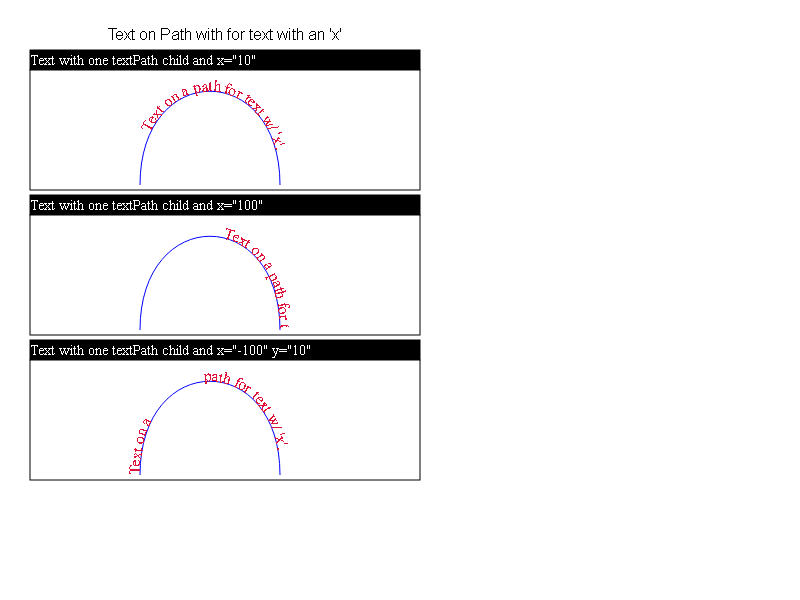 Text on Path with for text with an 'x'
Text with one textPath child and x="10"
Text on a path for text w/ 'x'.
Text with one textPath child and x="100"
Text on a path for t
Text with one textPath child and x="-100" y="10"
Text on a path for text w/ 'x'.